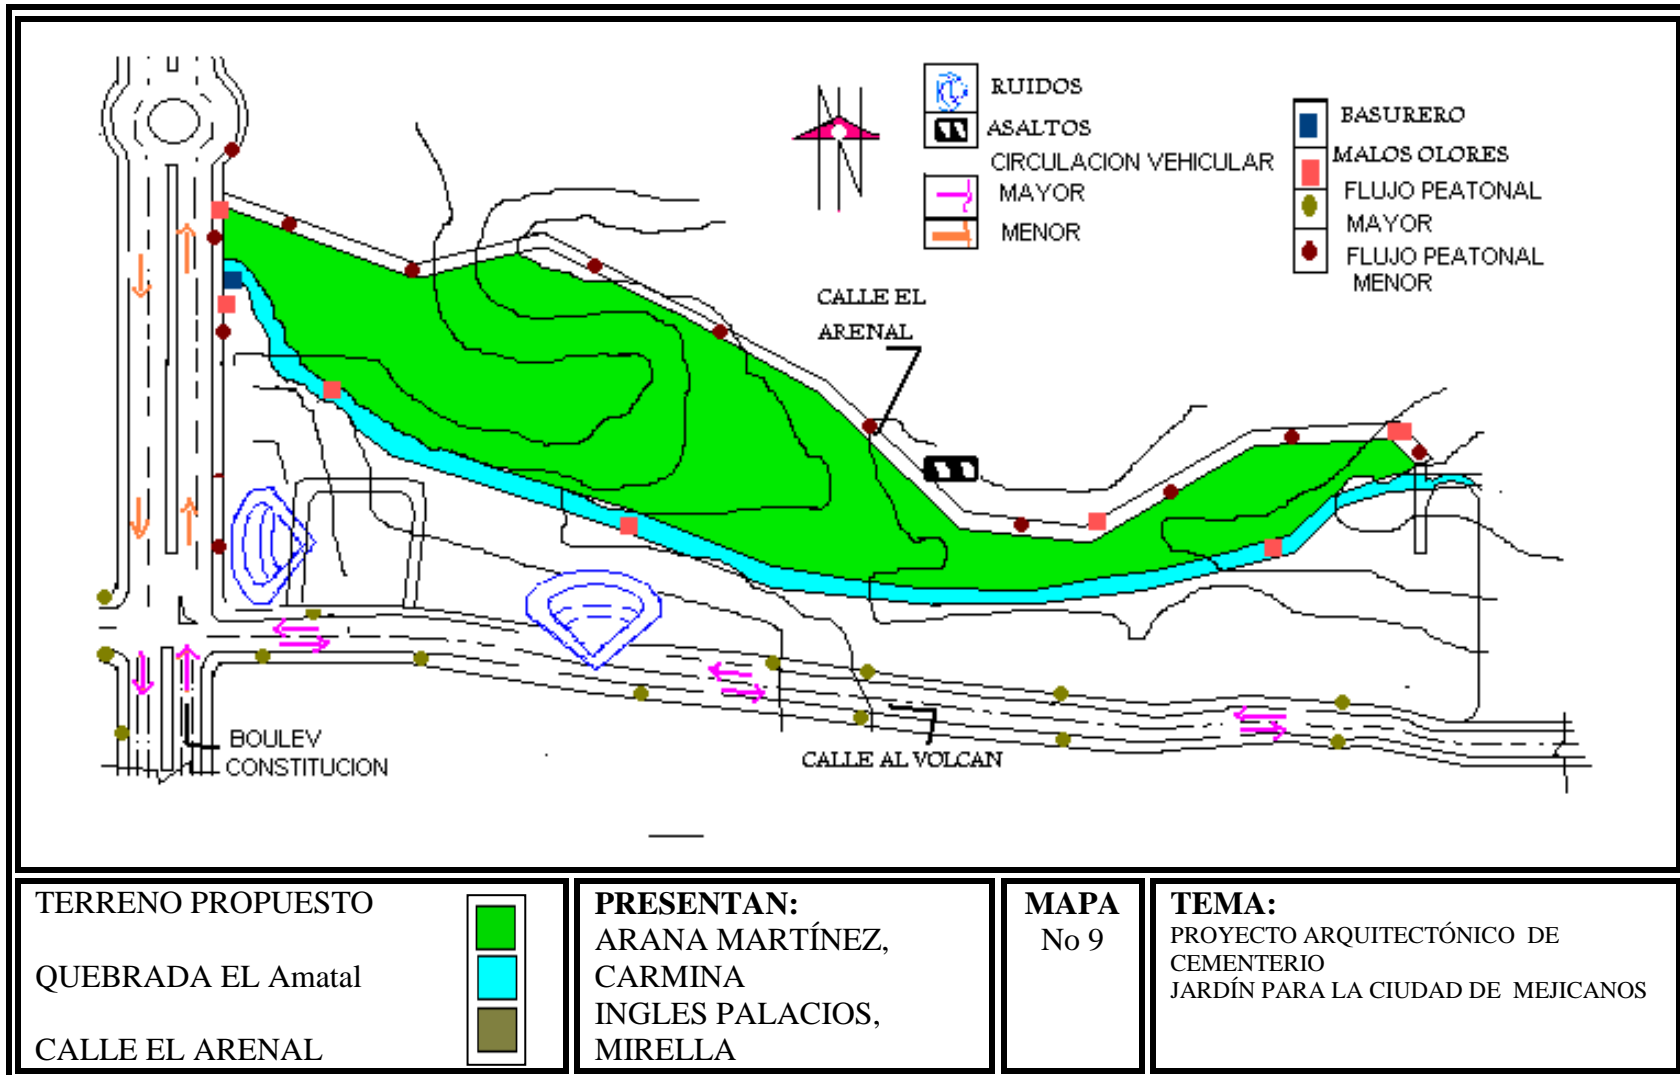 RUIDOS
ASALTOS
CIRCULACION VEHICULAR
MAYOR
MENOR
BASURERO
MALOS OLORES
FLUJO PEATONAL
MAYOR
FLUJO PEATONAL
MENOR
CALLE EL
ARENAL
BOULEV
CONSTITUCION
CALLE AL VOLCAN
TERRENO PROPUESTO
QUEBRADA EL Amatal
CALLE EL ARENAL
PRESENTAN:
ARANA MARTÍNEZ,
CARMINA
INGLES PALACIOS,
MIRELLA
MAPA
No 9
TEMA:
PROYECTO ARQUITECTÓNICO DE
CEMENTERIO
JARDÍN PARA LA CIUDAD DE MEJICANOS